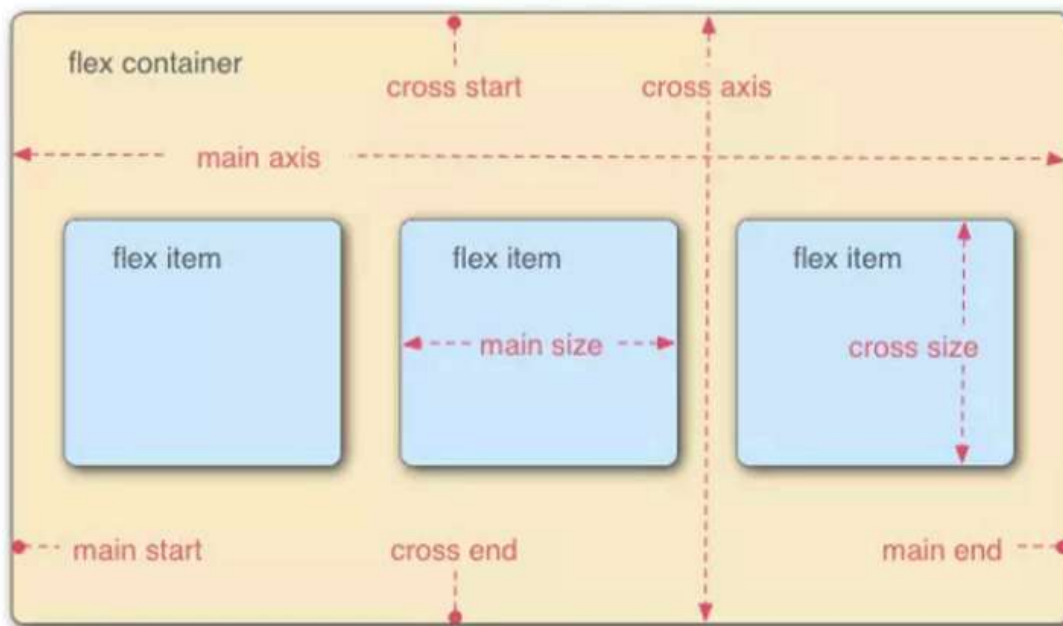 flex container
cross start
cross axis
main axis
flex item
flex item
flex item
main size
cross size
main start
cross end
main end